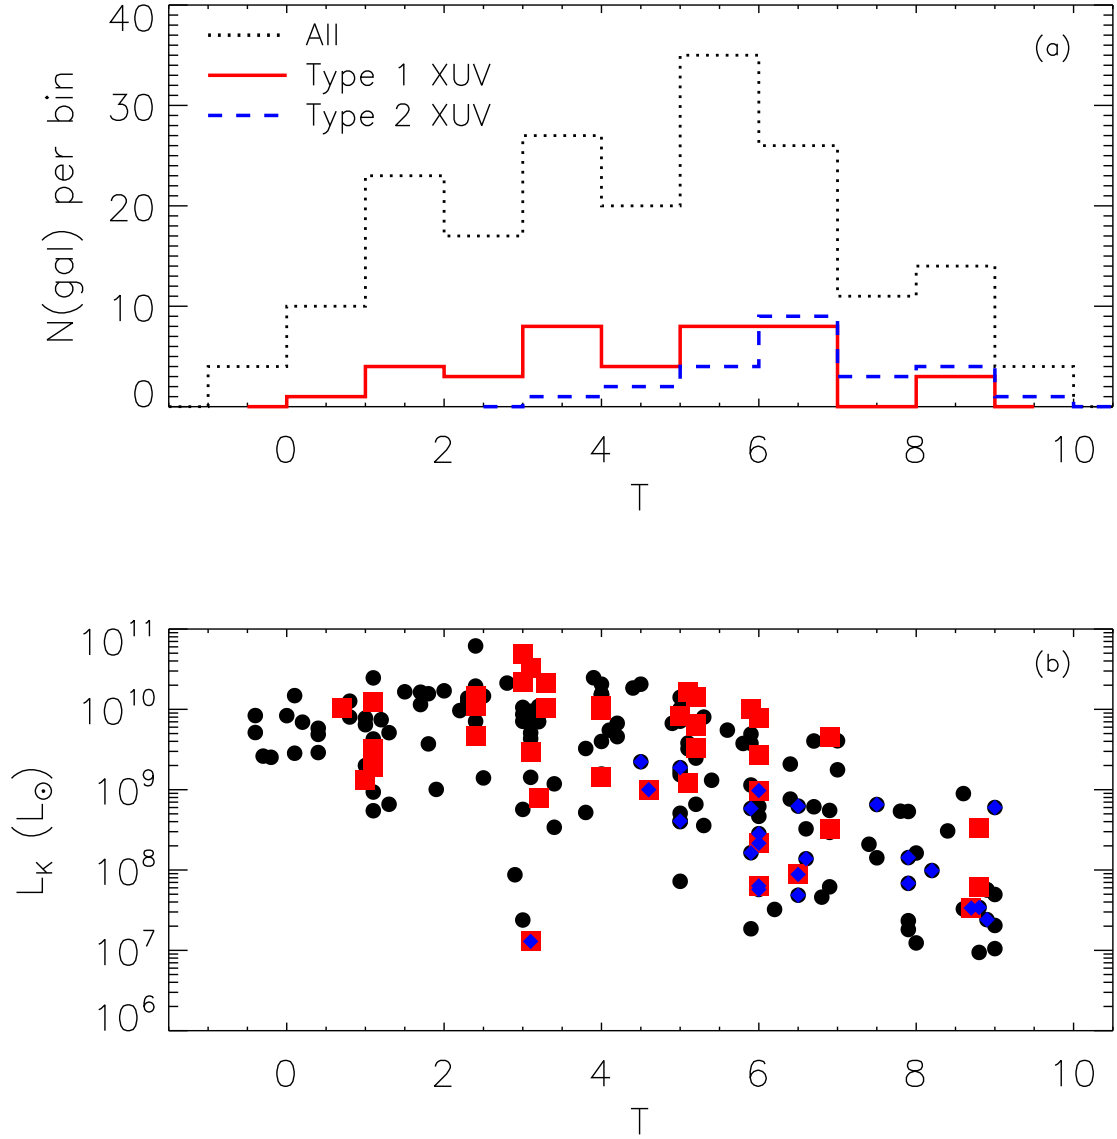 40
All
(a)
Type 1 XUV
30
Type 2 XUV
N(gal) per bin
20
10
0
0 2 4 6 8 10
T
10^11
(b)
10^10
10^9
L_K (L_⊙)
10^8
10^7
10^6
0 2 4 6 8 10
T